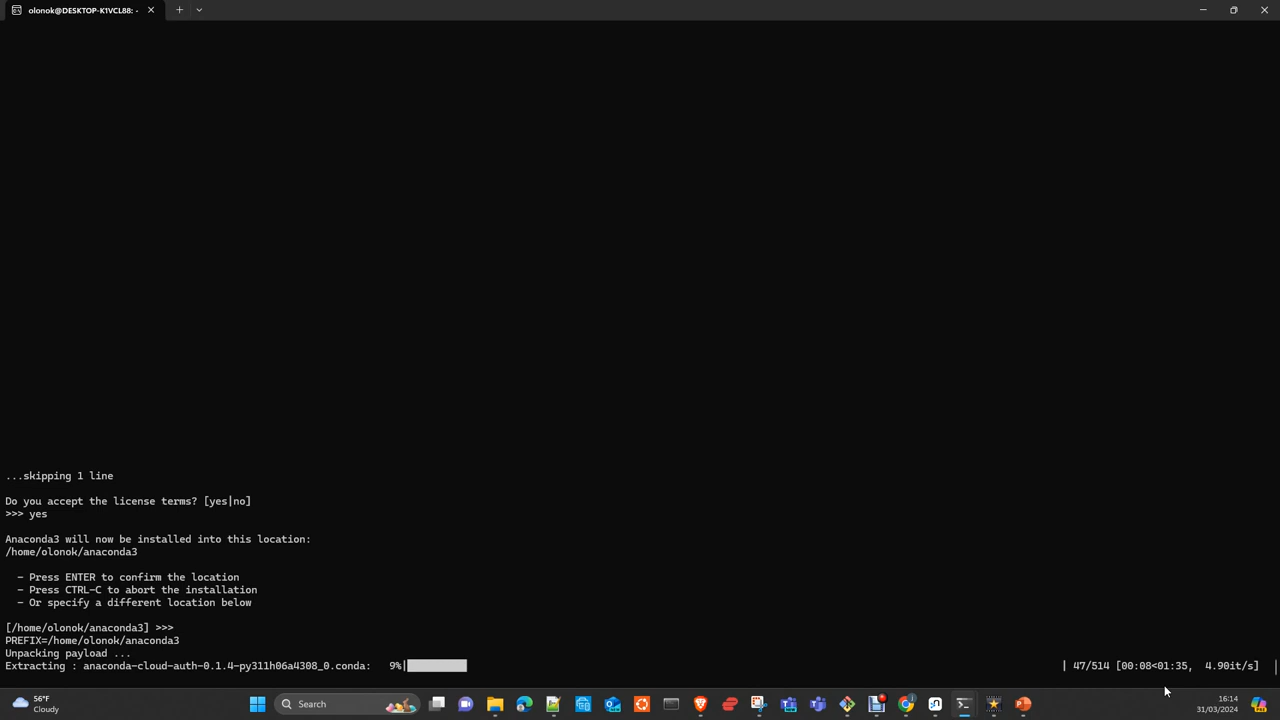 olonok@DESKTOP-K1VCL88: -
...skipping 1 line
Do you accept the license terms? [yes|no]
>>> yes
Anaconda3 will now be installed into this location:
/home/olonok/anaconda3
- Press ENTER to confirm the location
- Press CTRL-C to abort the installation
- Or specify a different location below
[/home/olonok/anaconda3] >>>
PREFIX=/home/olonok/anaconda3
Unpacking payload ...
Extracting : anaconda-cloud-auth-0.1.4-py311h06a4308_0.conda:   9%| | 47/514 [00:08<01:35,  4.90it/s]
56°F
Cloudy
Search
16:14
31/03/2024